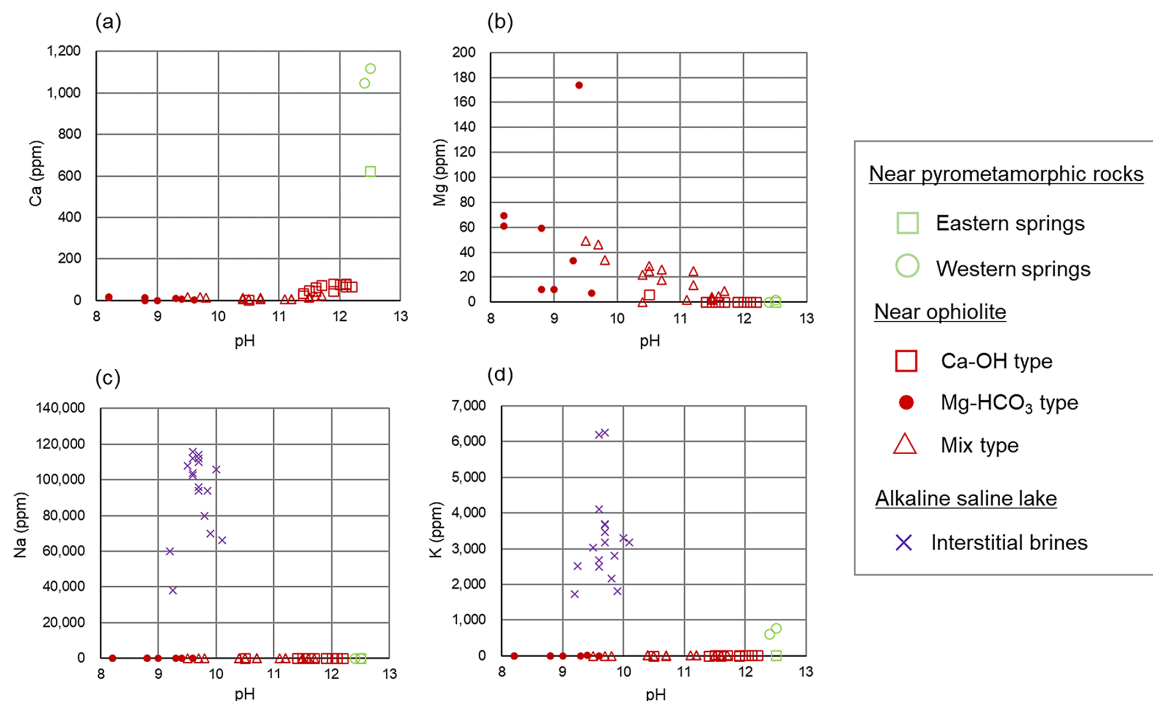 (a)
Ca (ppm)
1,200
1,000
800
600
400
200
0
8 9 10 11 12 13
pH
(b)
Mg (ppm)
200
180
160
140
120
100
80
60
40
20
0
8 9 10 11 12 13
pH
(c)
Na (ppm)
140,000
120,000
100,000
80,000
60,000
40,000
20,000
0
8 9 10 11 12 13
pH
(d)
K (ppm)
7,000
6,000
5,000
4,000
3,000
2,000
1,000
0
8 9 10 11 12 13
pH
Near pyrometamorphic rocks
Eastern springs
Western springs
Near ophiolite
Ca-OH type
Mg-HCO₃ type
Mix type
Alkaline saline lake
Interstitial brines